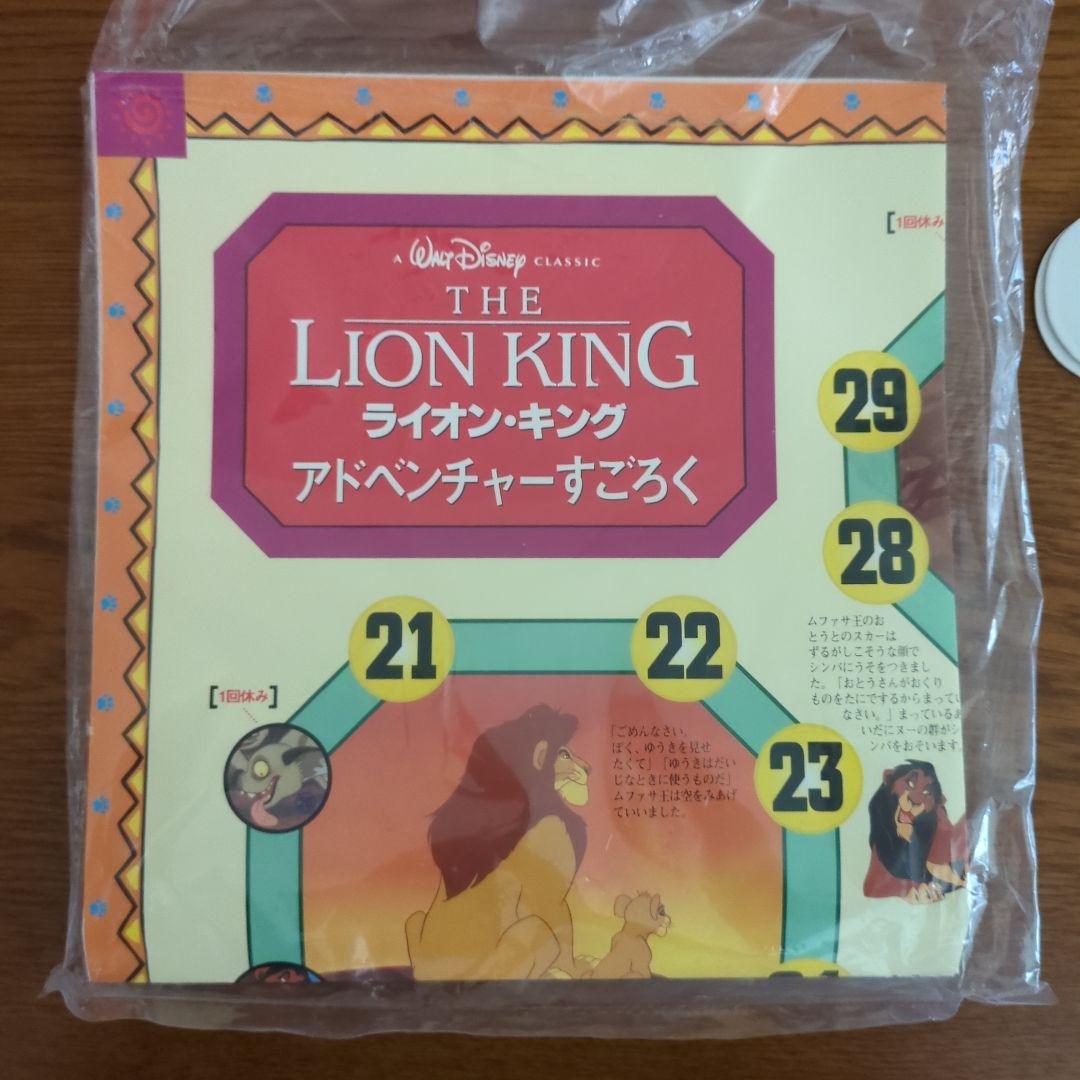 A WALT DISNEY CLASSIC
THE
LION KING
ライオン・キング
アドベンチャーすごろく
[1回休み
29
28
21
22
[1回休み]
「ごめんなさい。
ぼく、ゆうきを見せ
たくて」「ゆうきはだい
じなときに使うものだ」
ムファサ王は空をみあげ
ていいました。
23
ムファサ王のお
とうとのスカーは
ずるがしこそうな顔で
シンバにうそをつきまし
た。「おとうさんがおくり
ものをたにでするからまってい
なさい。」まっているあ
いだにヌーの群がシ
ンバをおそいます。